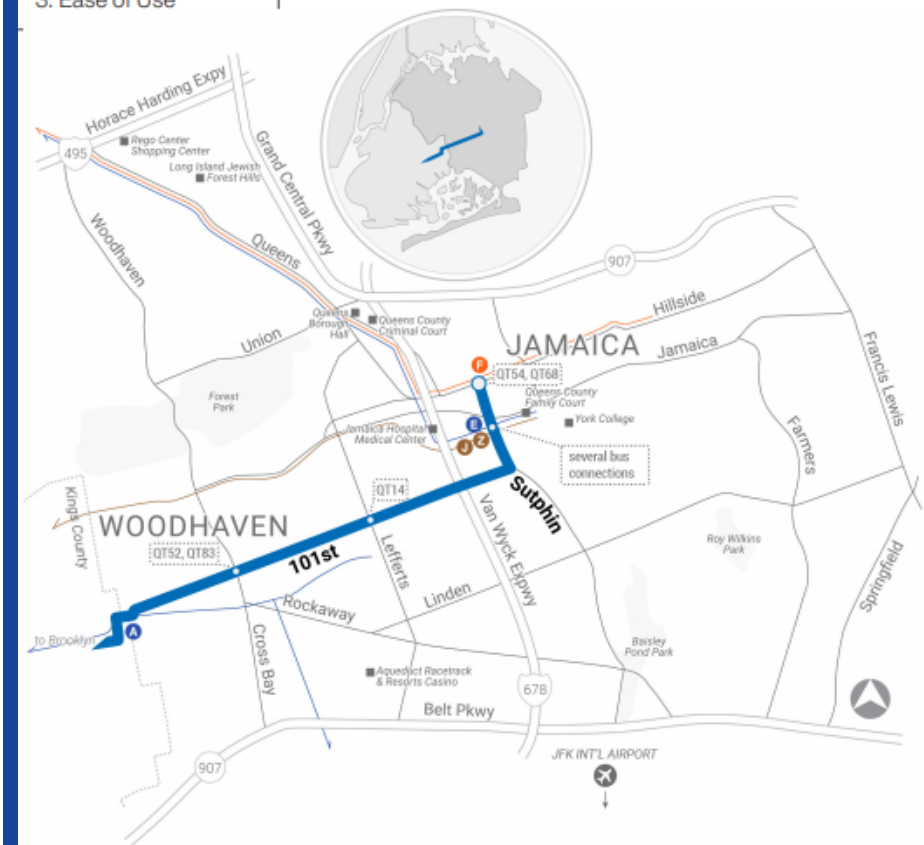 3. Ease of Use
Horace Harding Expy
495
Rego Center
Shopping Center
Long Island Jewish
Forest Hills
Grand Central Pkwy
Woodhaven
Queens
907
Hillside
Union
Queens
Borough
Hall
Queens County
Criminal Court
JAMAICA
Jamaica
Francis Lewis
F
QT54, QT68
Forest
Park
Queens County
Family Court
York College
Jamaica Hospital
Medical Center
E
J
Z
several bus
connections
Farmers
Kings County
QT14
Sutphin
WOODHAVEN
Van Wyck Expwy
QT52, QT83
101st
Lefferts
Roy Wilkins
Park
Linden
Springfield
Rockaway
A
to Brooklyn
Cross Bay
Baisley
Pond Park
Aqueduct Racetrack
& Resorts Casino
678
Belt Pkwy
907
JFK INT'L AIRPORT